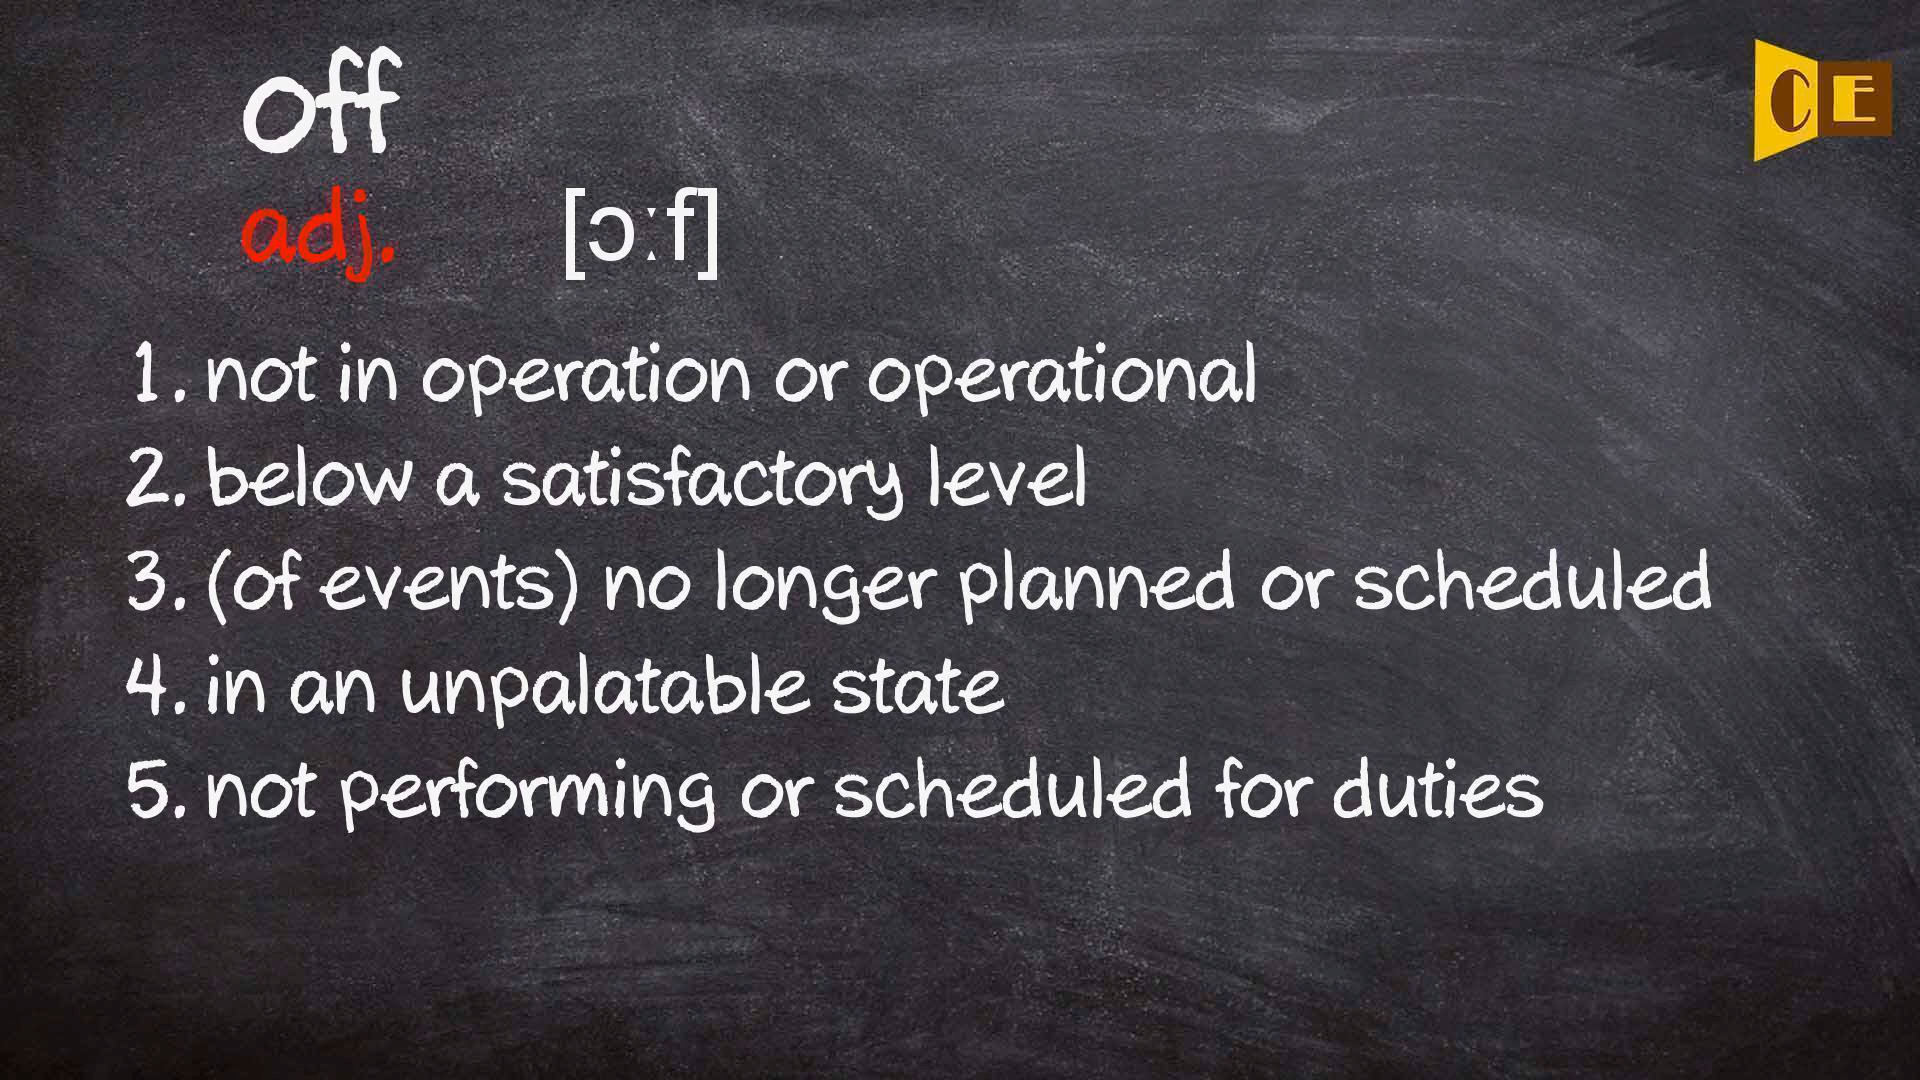 off
CE
adj. [ɔːf]
1. not in operation or operational
2. below a satisfactory level
3. (of events) no longer planned or scheduled
4. in an unpalatable state
5. not performing or scheduled for duties